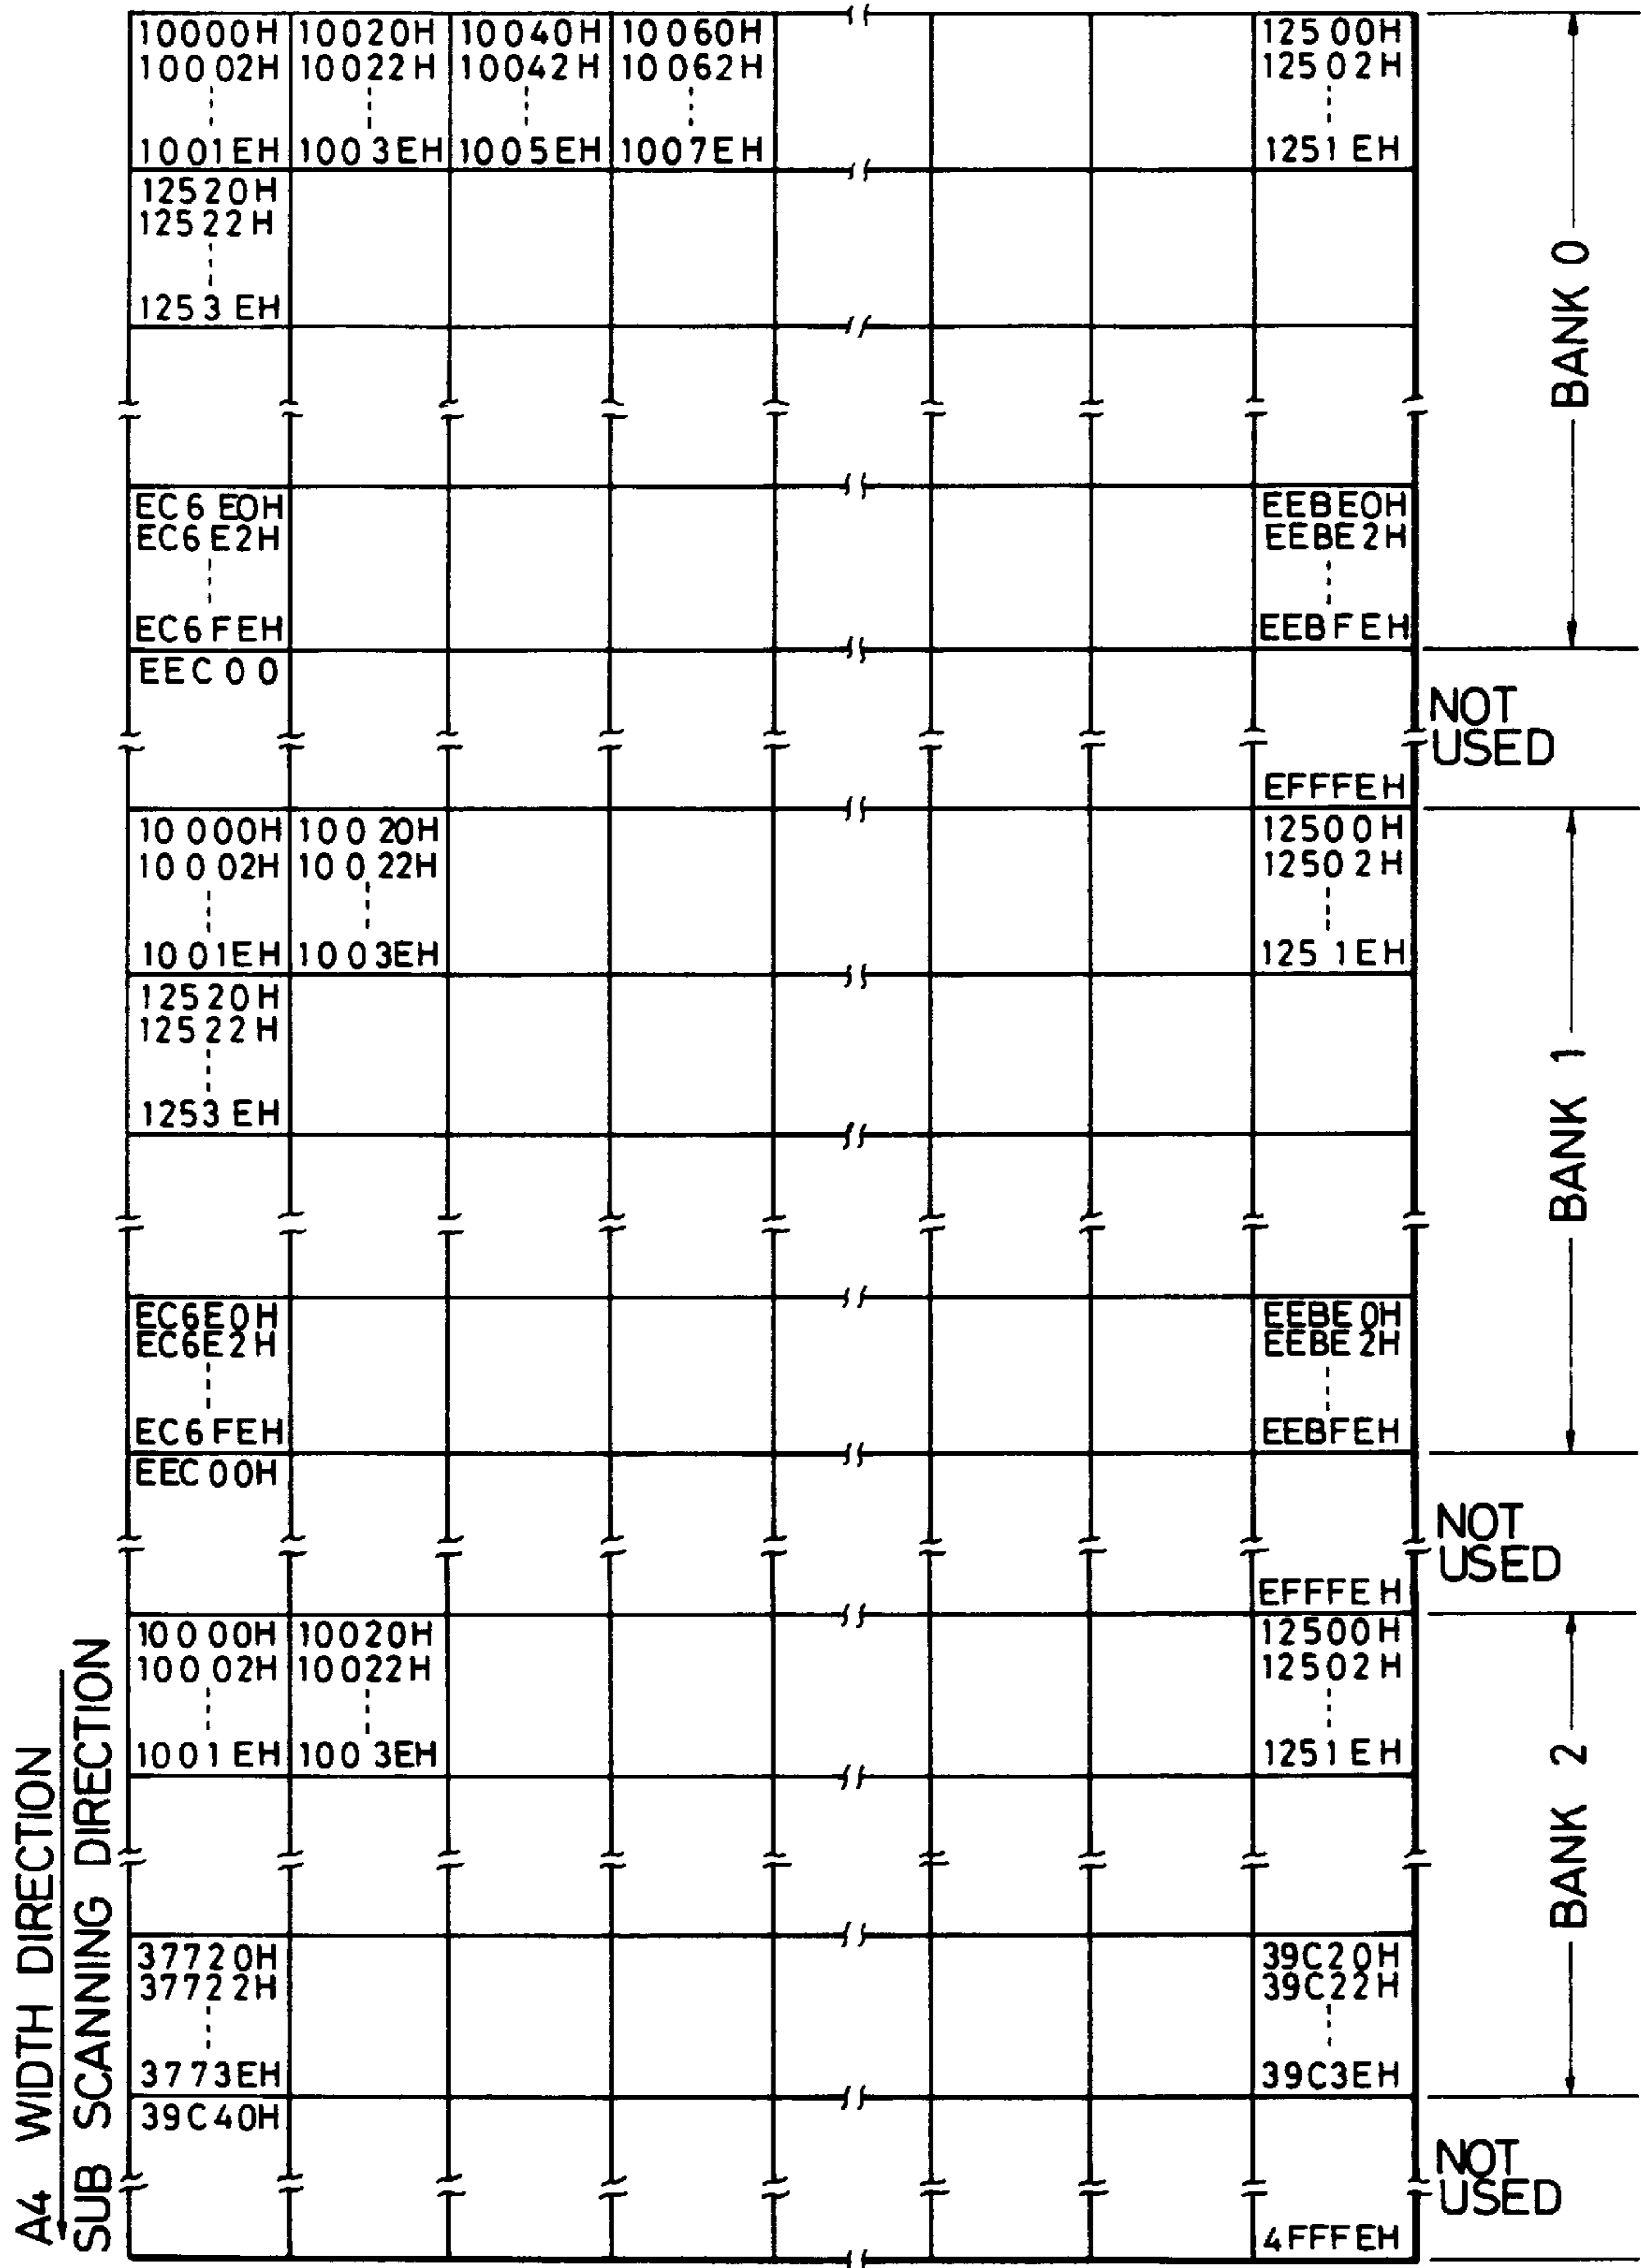 10000H 10020H 10040H 10060H 12500H
10002H 10022H 10042H 10062H 12502H
1001EH 1003EH 1005EH 1007EH 1251EH
12520H
12522H
1253EH
BANK 0
EC6E0H EEBE0H
EC6E2H EEBE2H
EC6FEH EEBFEH
EEC00
NOT
USED
EFFFEH
10000H 10020H 12500H
10002H 10022H 12502H
1001EH 1003EH 1251EH
12520H
12522H
1253EH
BANK 1
EC6E0H EEBE0H
EC6E2H EEBE2H
EC6FEH EEBFEH
EEC00H
NOT
USED
EFFFEH
10000H 10020H 12500H
10002H 10022H 12502H
1001EH 1003EH 1251EH
BANK 2
37720H 39C20H
37722H 39C22H
3773EH 39C3EH
39C40H
NOT
USED
4FFFEH
A4 WIDTH DIRECTION
SUB SCANNING DIRECTION